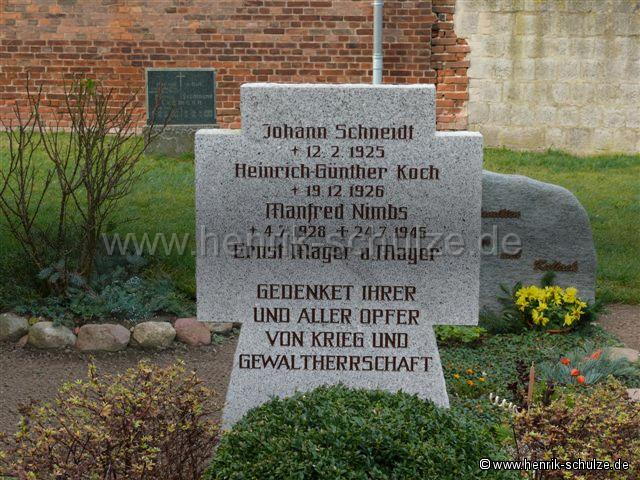 Johann Schneidt
+ 12. 2. 1925
Heinrich-Günther Koch
+ 19. 12. 1926
Manfred Nimbs
+ 4. 7. 1928 + 24. 7. 1945
Ernst Mager a. Mayer
GEDENKET IHRER
UND ALLER OPFER
VON KRIEG UND
GEWALTHERRSCHAFT
www.henrik-schulze.de
© www.henrik-schulze.de